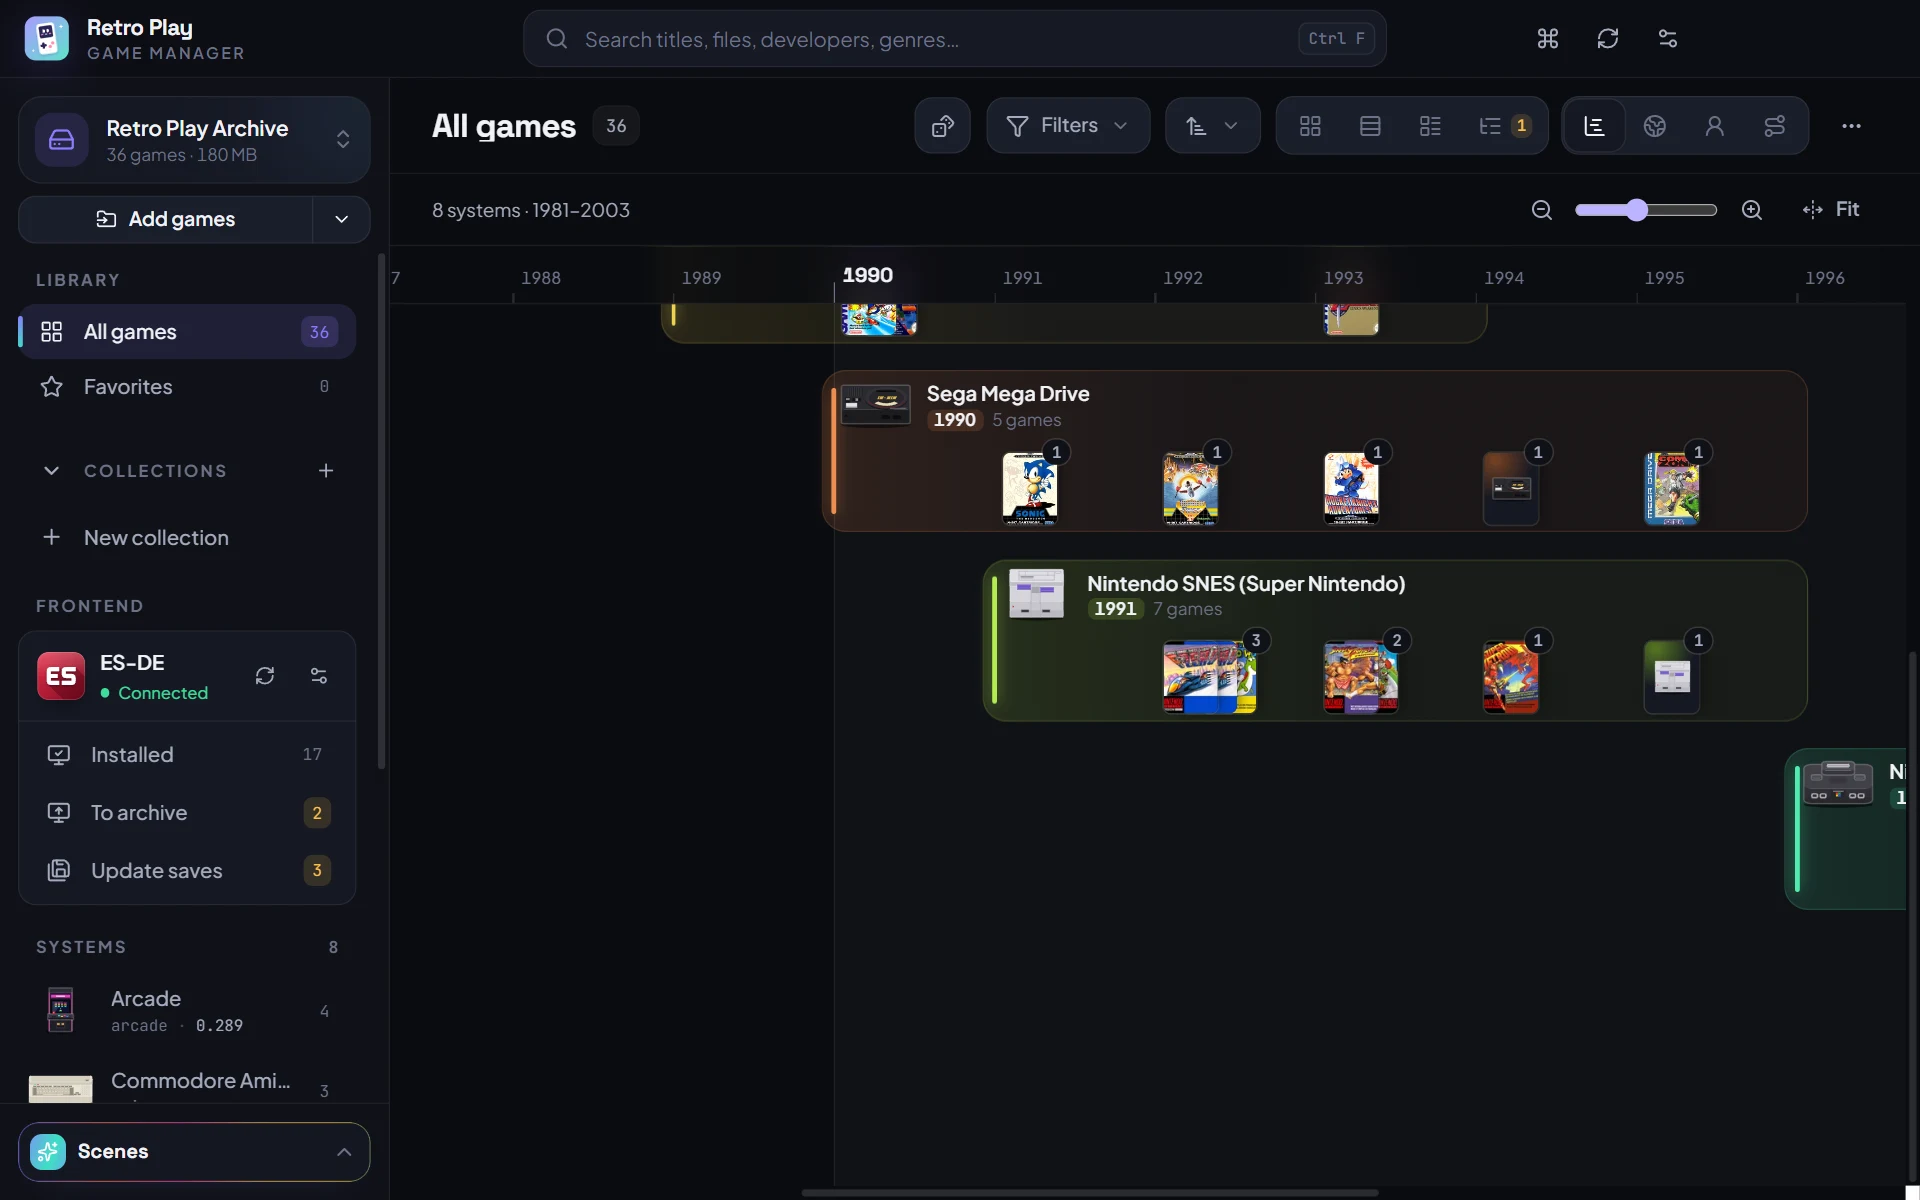 Retro Play
GAME MANAGER
Search titles, files, developers, genres...
Ctrl F
Retro Play Archive
36 games · 180 MB
Add games
LIBRARY
All games
36
Favorites
0
COLLECTIONS
New collection
FRONTEND
ES
ES-DE
Connected
Installed
17
To archive
2
Update saves
3
SYSTEMS
8
Arcade
4
arcade · 0.289
Commodore Ami...
3
Scenes
All games
36
Filters
1
8 systems · 1981–2003
Fit
7
1988
1989
1990
1991
1992
1993
1994
1995
1996
Sega Mega Drive
1990
5 games
1
1
1
1
1
SONIC
Nintendo SNES (Super Nintendo)
1991
7 games
3
2
1
1
Ni
1